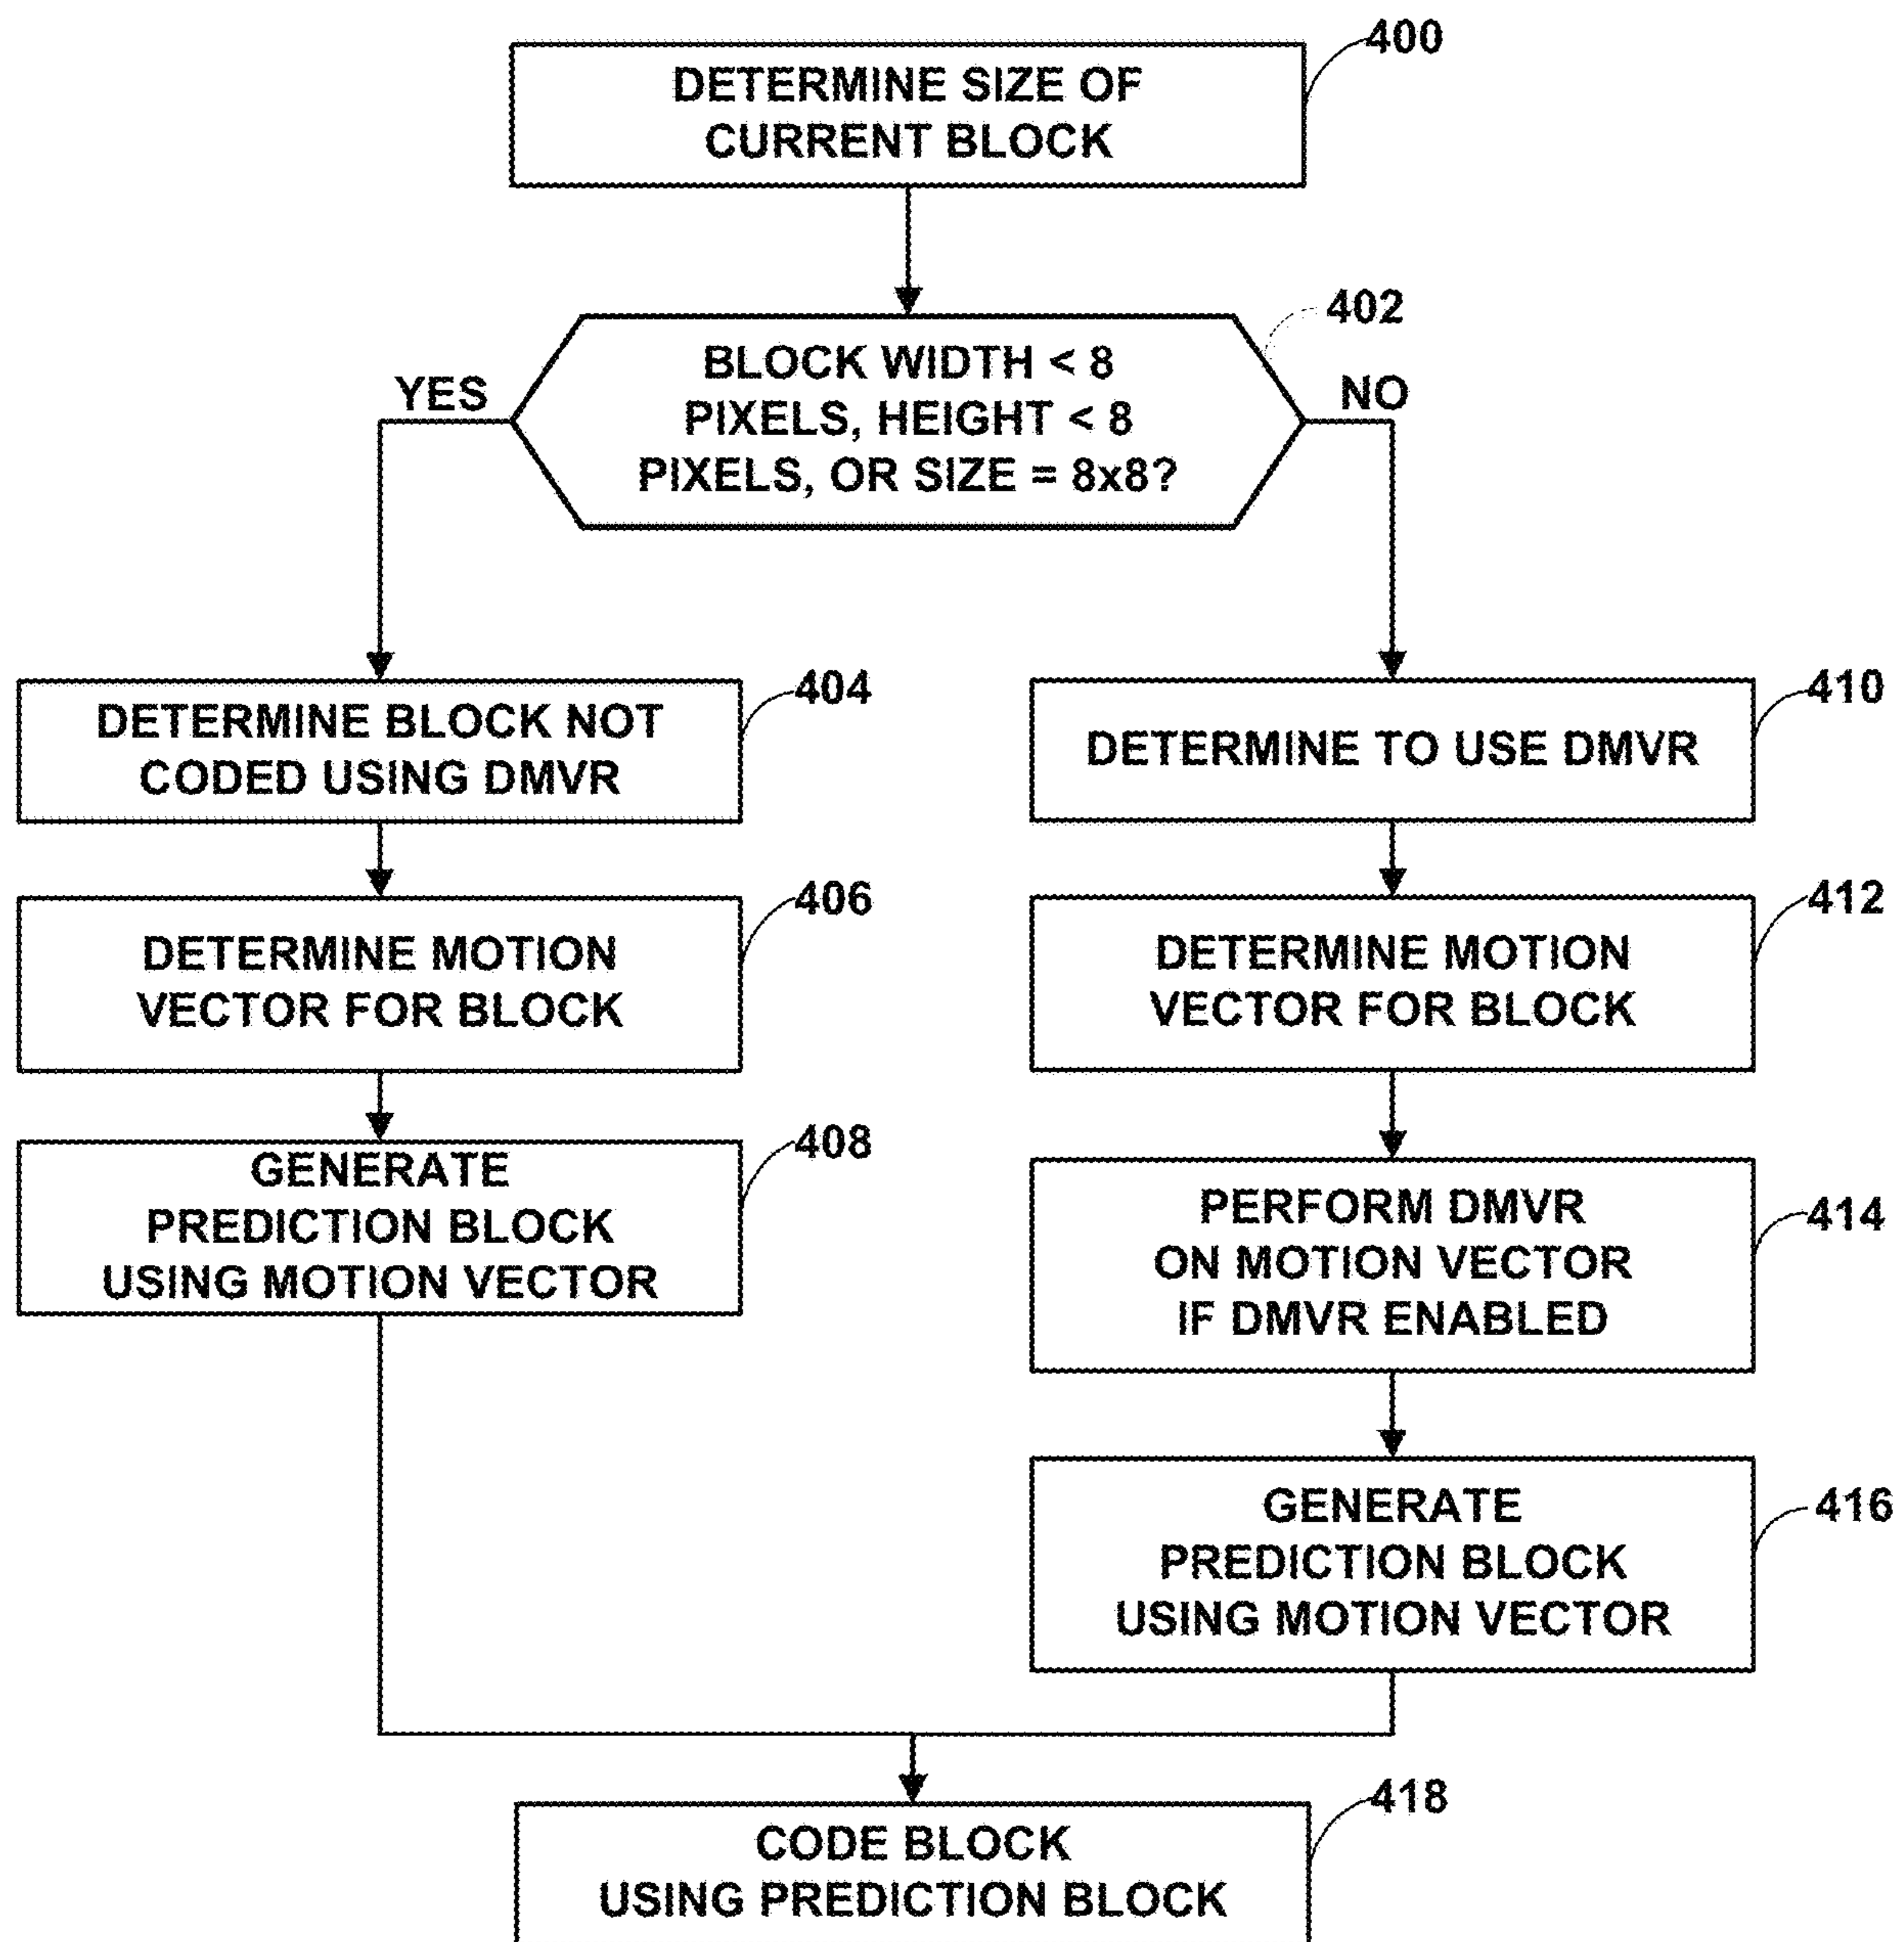 400
DETERMINE SIZE OF
CURRENT BLOCK
402
BLOCK WIDTH < 8
PIXELS, HEIGHT < 8
PIXELS, OR SIZE = 8x8?
YES
NO
404
DETERMINE BLOCK NOT
CODED USING DMVR
406
DETERMINE MOTION
VECTOR FOR BLOCK
408
GENERATE
PREDICTION BLOCK
USING MOTION VECTOR
410
DETERMINE TO USE DMVR
412
DETERMINE MOTION
VECTOR FOR BLOCK
414
PERFORM DMVR
ON MOTION VECTOR
IF DMVR ENABLED
416
GENERATE
PREDICTION BLOCK
USING MOTION VECTOR
418
CODE BLOCK
USING PREDICTION BLOCK